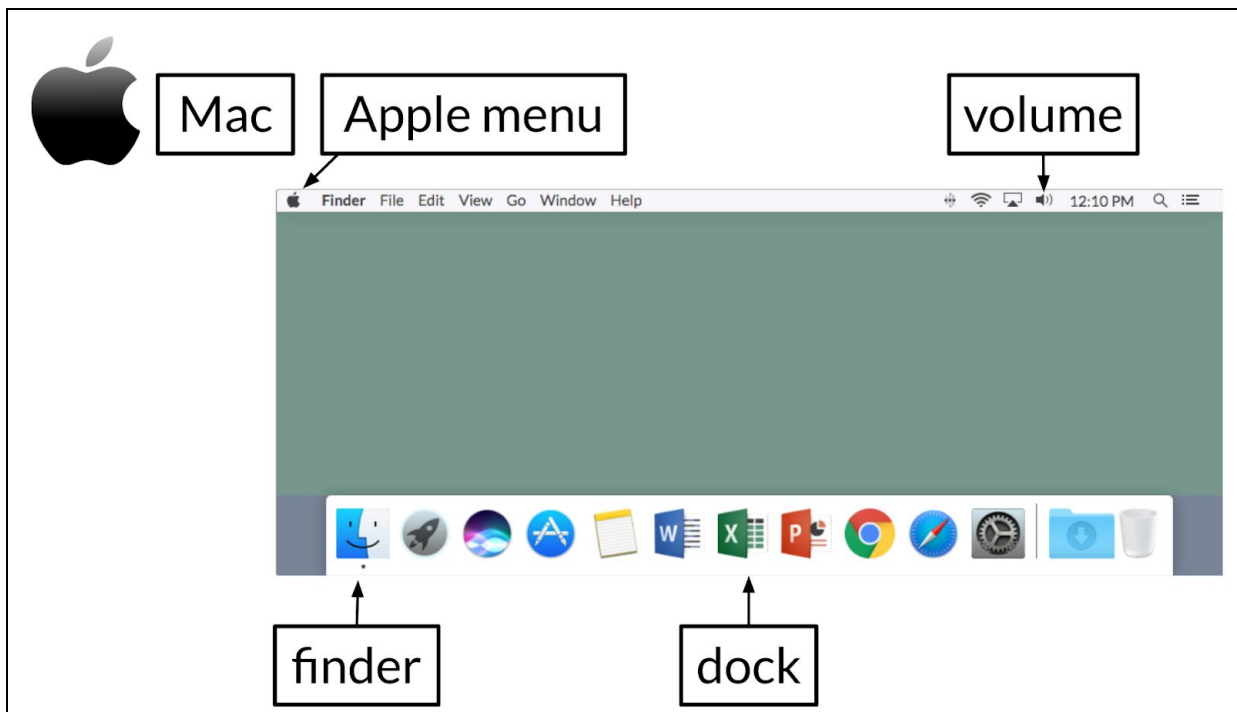 Mac
Apple menu
volume
Finder File Edit View Go Window Help
12:10 PM
W
X
P
finder
dock